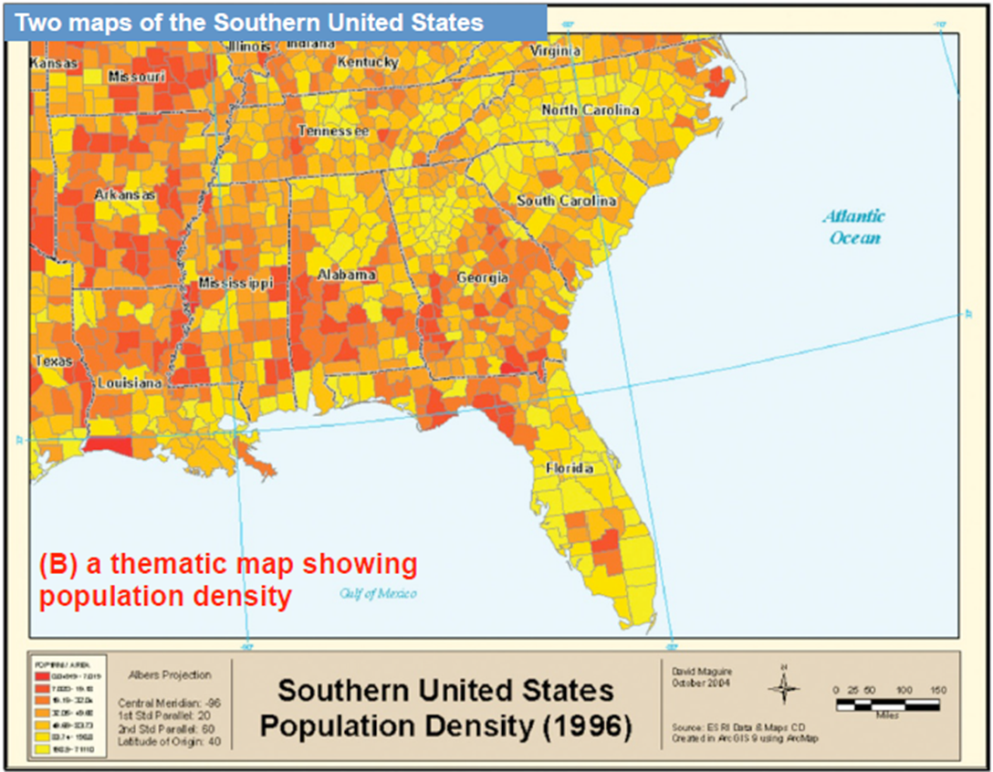 Two maps of the Southern United States
Illinois
Indiana
Virginia
Kansas
Missouri
Kentucky
North Carolina
Tennessee
Arkansas
South Carolina
Atlantic
Ocean
Mississippi
Alabama
Georgia
Texas
Louisiana
Florida
(B) a thematic map showing
population density
Gulf of Mexico
Albers Projection
Central Meridian: -96
1st Std Parallel: 20
2nd Std Parallel: 60
Latitude of Origin: 40
Southern United States
Population Density (1996)
David Maguire
October 2004
Source: ESRI Data & Maps CD
Created in ArcGIS 9 using ArcMap
N
0 25 50 100 150
Miles